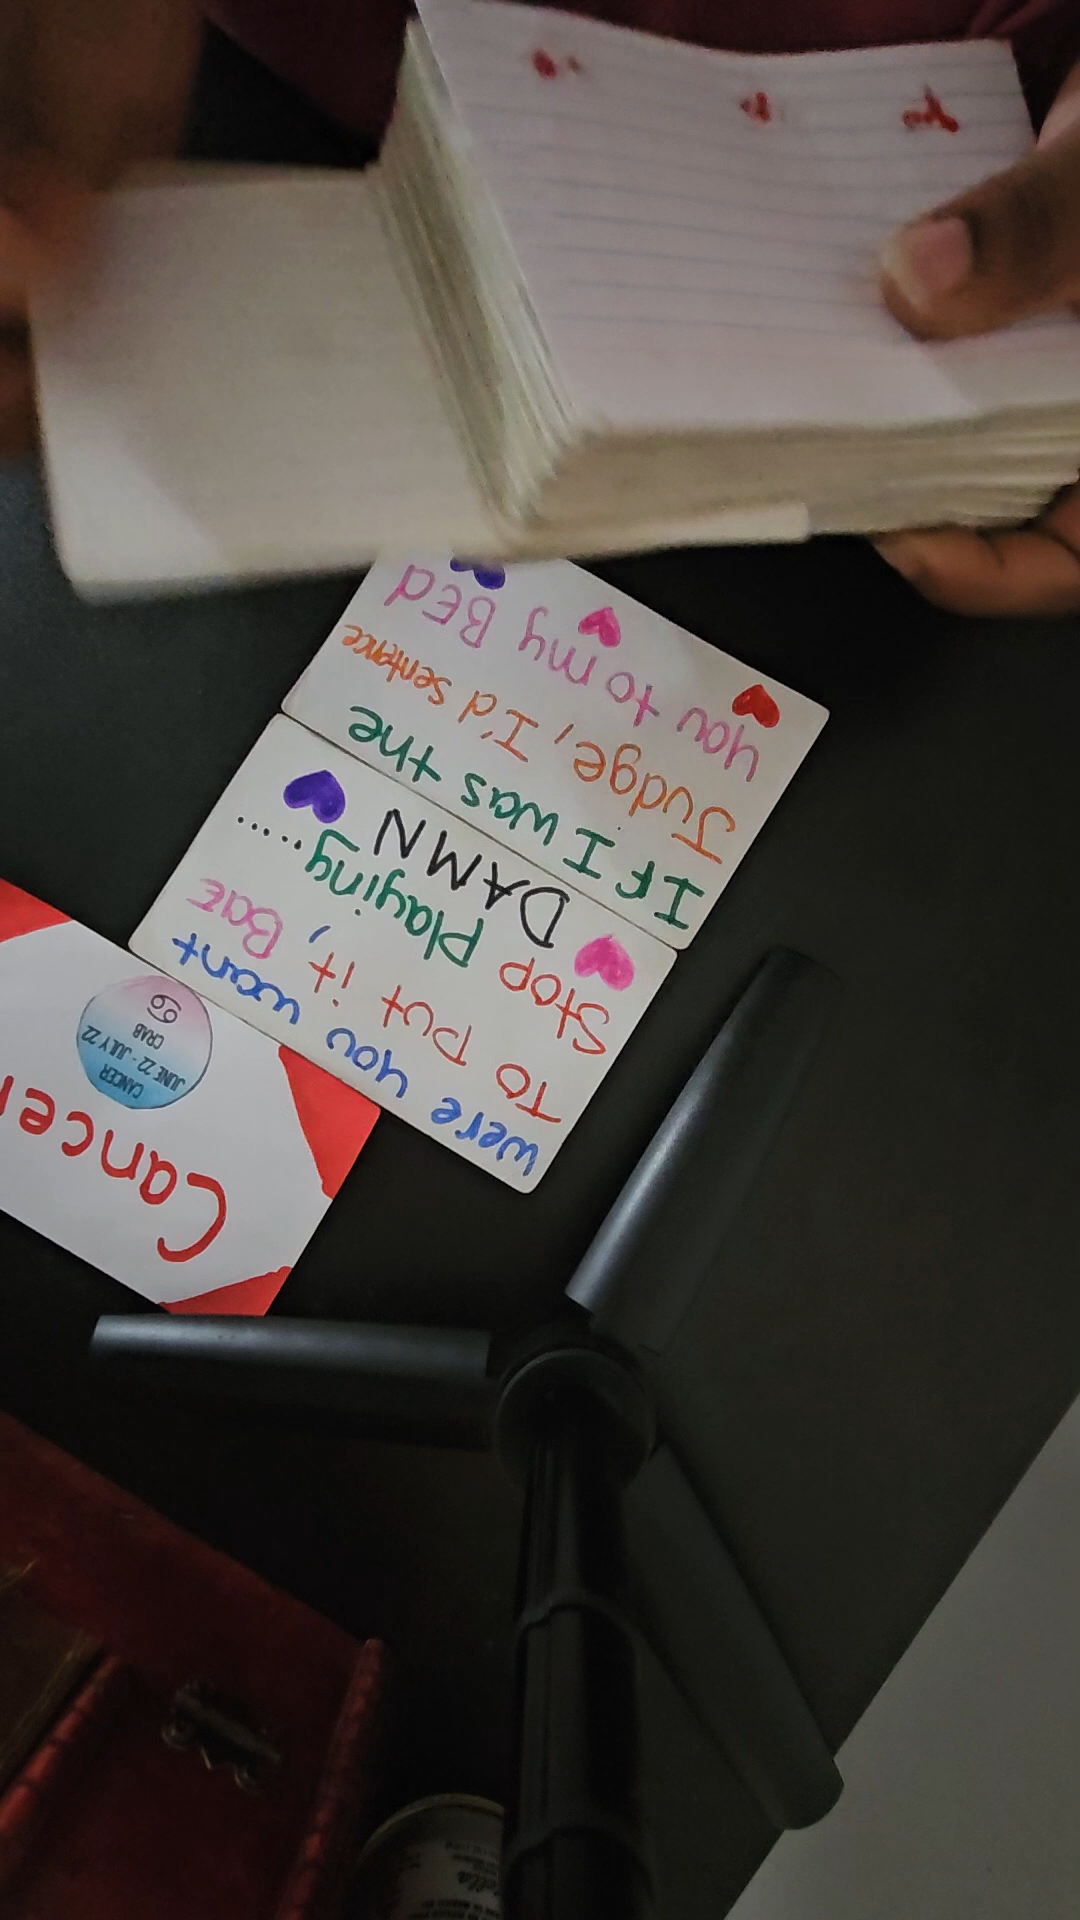 Cancer
CANCER
JUNE 22 - JULY 22
CRAB
were you want
To put it, Bae
Stop playing.....
DAMN
If I was the
Judge, I'd sentence
you to my BEd